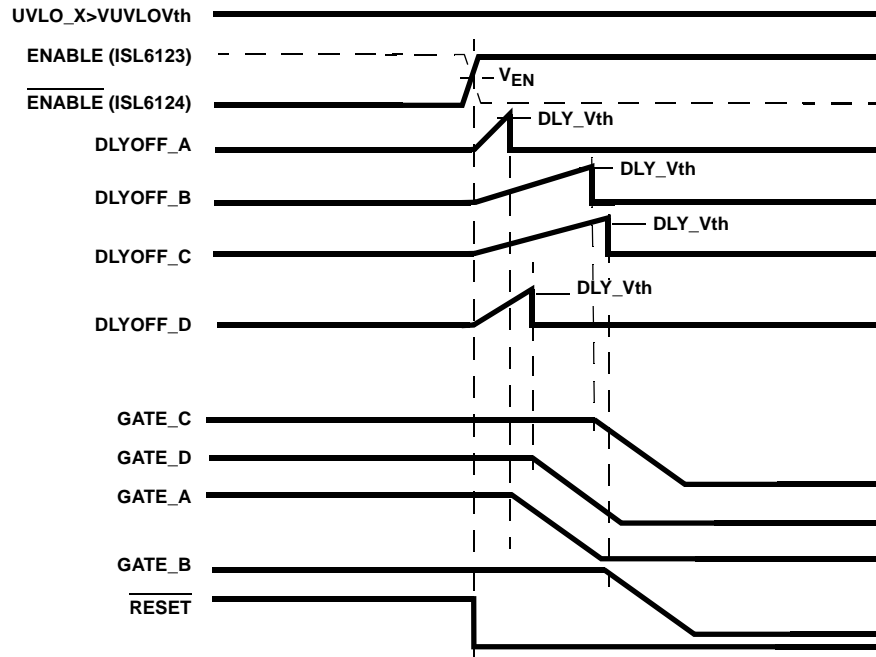 UVLO_X>VUVLOVth
ENABLE (ISL6123)
VEN
ENABLE (ISL6124)
DLY_Vth
DLYOFF_A
DLY_Vth
DLYOFF_B
DLY_Vth
DLYOFF_C
DLY_Vth
DLYOFF_D
GATE_C
GATE_D
GATE_A
GATE_B
RESET